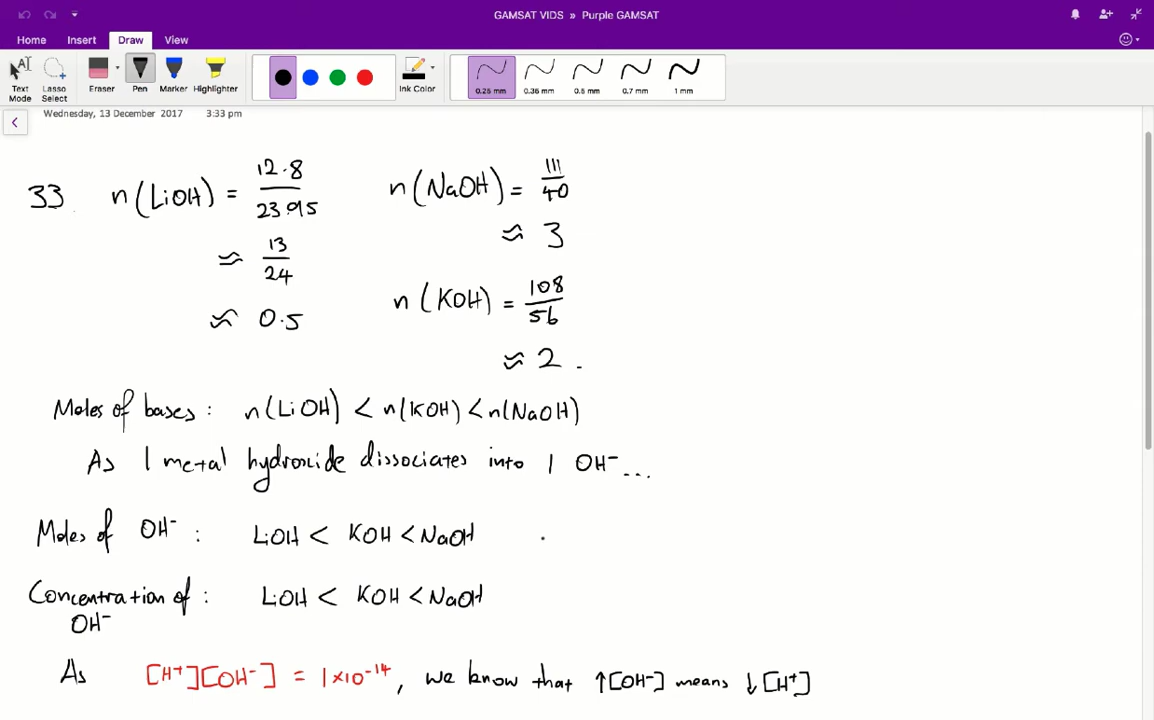 GAMSAT VIDS » Purple GAMSAT
Home Insert Draw View
Text Mode
Lasso Select
Eraser
Pen
Marker
Highlighter
Ink Color
0.25 mm
0.35 mm
0.5 mm
0.7 mm
1 mm
Wednesday, 13 December 2017 3:33 pm
33. n(LiOH) = 12.8/23.95
≈ 13/24
≈ 0.5
n(NaOH) = 111/40
≈ 3
n(KOH) = 108/56
≈ 2.
Moles of bases: n(LiOH) < n(KOH) < n(NaOH)
As 1 metal hydroxide dissociates into 1 OH⁻...
Moles of OH⁻: LiOH < KOH < NaOH
Concentration of: LiOH < KOH < NaOH
OH⁻
As [H⁺][OH⁻] = 1×10⁻¹⁴, we know that ↑[OH⁻] means ↓[H⁺]